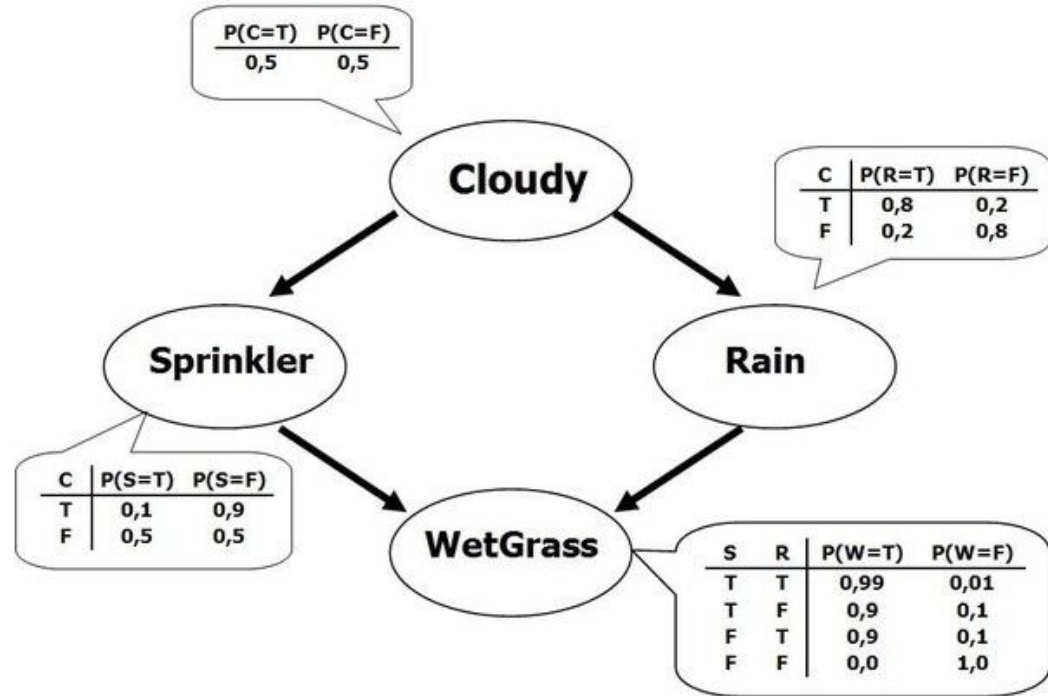 P(C=T) P(C=F)
0,5 0,5
Cloudy
C P(R=T) P(R=F)
T 0,8 0,2
F 0,2 0,8
Sprinkler
Rain
C P(S=T) P(S=F)
T 0,1 0,9
F 0,5 0,5
WetGrass
S R P(W=T) P(W=F)
T T 0,99 0,01
T F 0,9 0,1
F T 0,9 0,1
F F 0,0 1,0